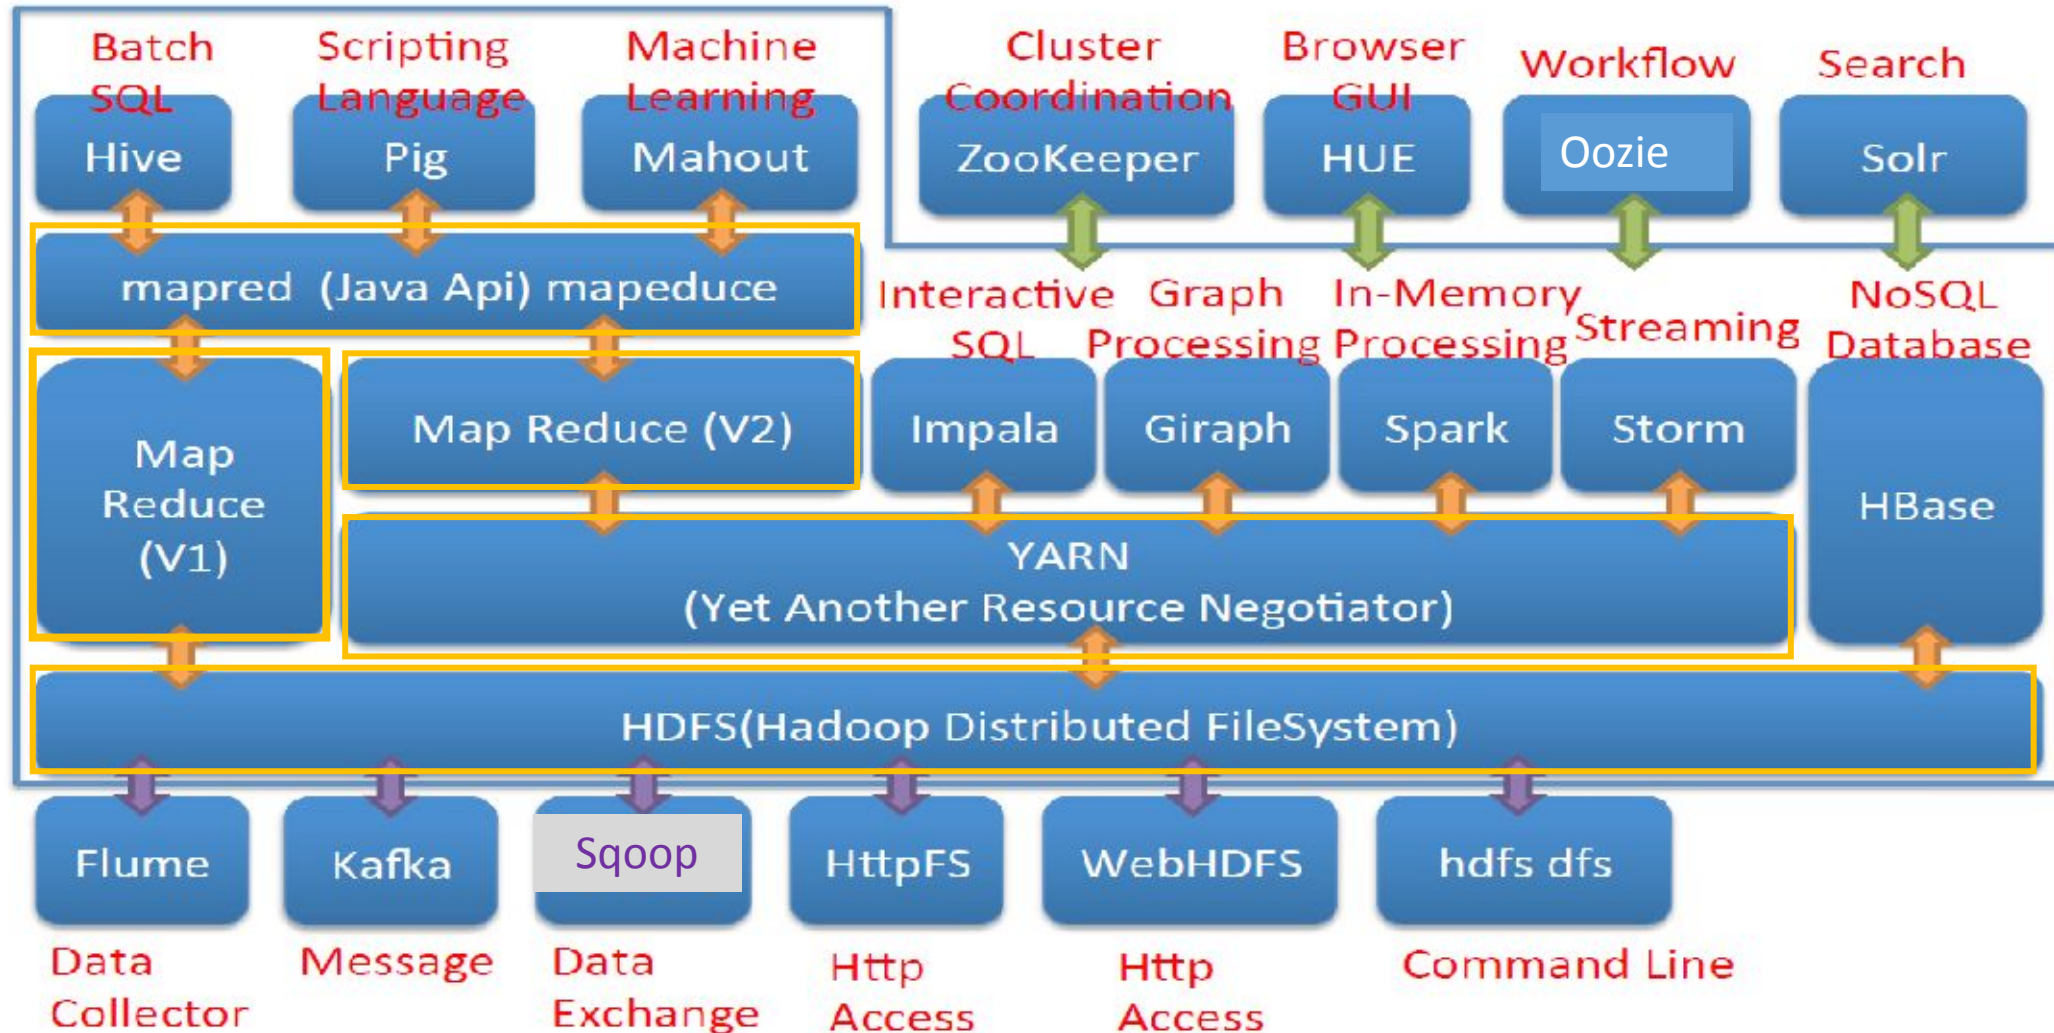 Batch
SQL
Hive
Scripting
Language
Pig
Machine
Learning
Mahout
Cluster
Coordination
ZooKeeper
Browser
GUI
HUE
Workflow
Oozie
Search
Solr
mapred (Java Api) mapeduce
Map
Reduce
(V1)
Map Reduce (V2)
Interactive
SQL
Impala
Graph
Processing
Giraph
In-Memory
Processing
Spark
Streaming
Storm
NoSQL
Database
HBase
YARN
(Yet Another Resource Negotiator)
HDFS(Hadoop Distributed FileSystem)
Flume
Data
Collector
Kafka
Message
Sqoop
Data
Exchange
HttpFS
Http
Access
WebHDFS
Http
Access
hdfs dfs
Command Line